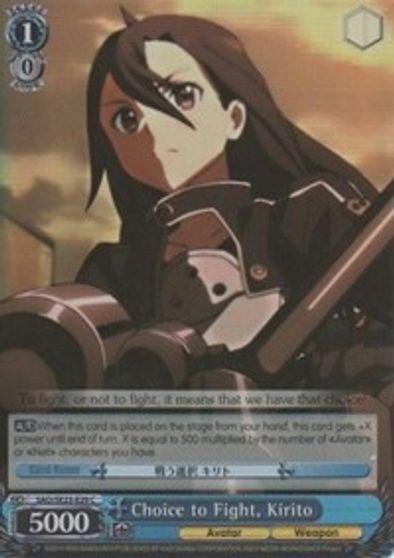 1
0
To fight, or not to fight, it means that we have that choice!
When this card is placed on the stage from your hand, this card gets +X
power until end of turn. X is equal to 500 multiplied by the number of «Avatar»
or «Net» characters you have.
Card Name 戦う選択 キリト
Choice to Fight, Kirito
5000
Avatar Weapon